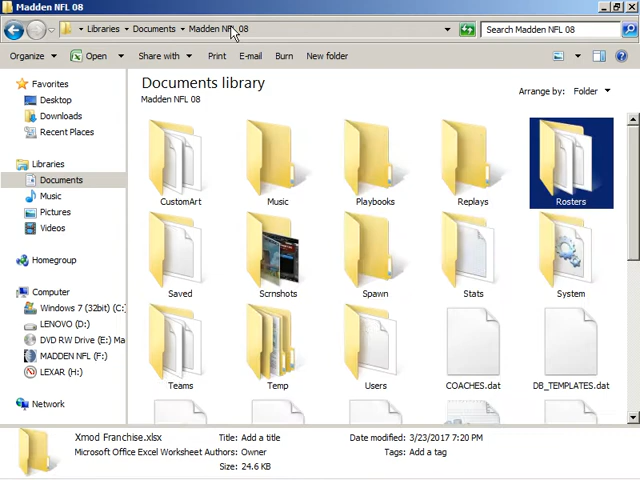 Madden NFL 08
Libraries Documents Madden NFL 08
Search Madden NFL 08
Organize Open Share with Print E-mail Burn New folder
Favorites
Desktop
Downloads
Recent Places
Libraries
Documents
Music
Pictures
Videos
Homegroup
Computer
Windows 7 (32bit) (C:
LENOVO (D:)
DVD RW Drive (E:) Ma
MADDEN NFL (F:)
LEXAR (H:)
Network
Documents library
Madden NFL 08
Arrange by: Folder
CustomArt Music Playbooks Replays Rosters
Saved Scrnshots Spawn Stats System
Teams Temp Users COACHES.dat DB_TEMPLATES.dat
Xmod Franchise.xlsx Title: Add a title Date modified: 3/23/2017 7:20 PM
Microsoft Office Excel Worksheet Authors: Owner Tags: Add a tag
Size: 24.6 KB